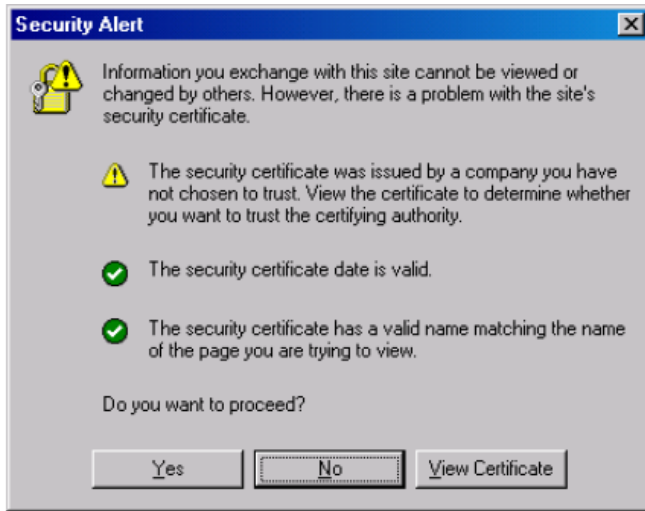 Security Alert
Information you exchange with this site cannot be viewed or
changed by others. However, there is a problem with the site's
security certificate.
The security certificate was issued by a company you have
not chosen to trust. View the certificate to determine whether
you want to trust the certifying authority.
The security certificate date is valid.
The security certificate has a valid name matching the name
of the page you are trying to view.
Do you want to proceed?
Yes No View Certificate